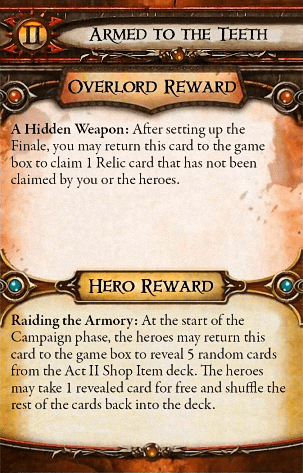 II
Armed to the Teeth
Overlord Reward
A Hidden Weapon: After setting up the
Finale, you may return this card to the game
box to claim 1 Relic card that has not been
claimed by you or the heroes.
Hero Reward
Raiding the Armory: At the start of the
Campaign phase, the heroes may return this
card to the game box to reveal 5 random cards
from the Act II Shop Item deck. The heroes
may take 1 revealed card for free and shuffle the
rest of the cards back into the deck.